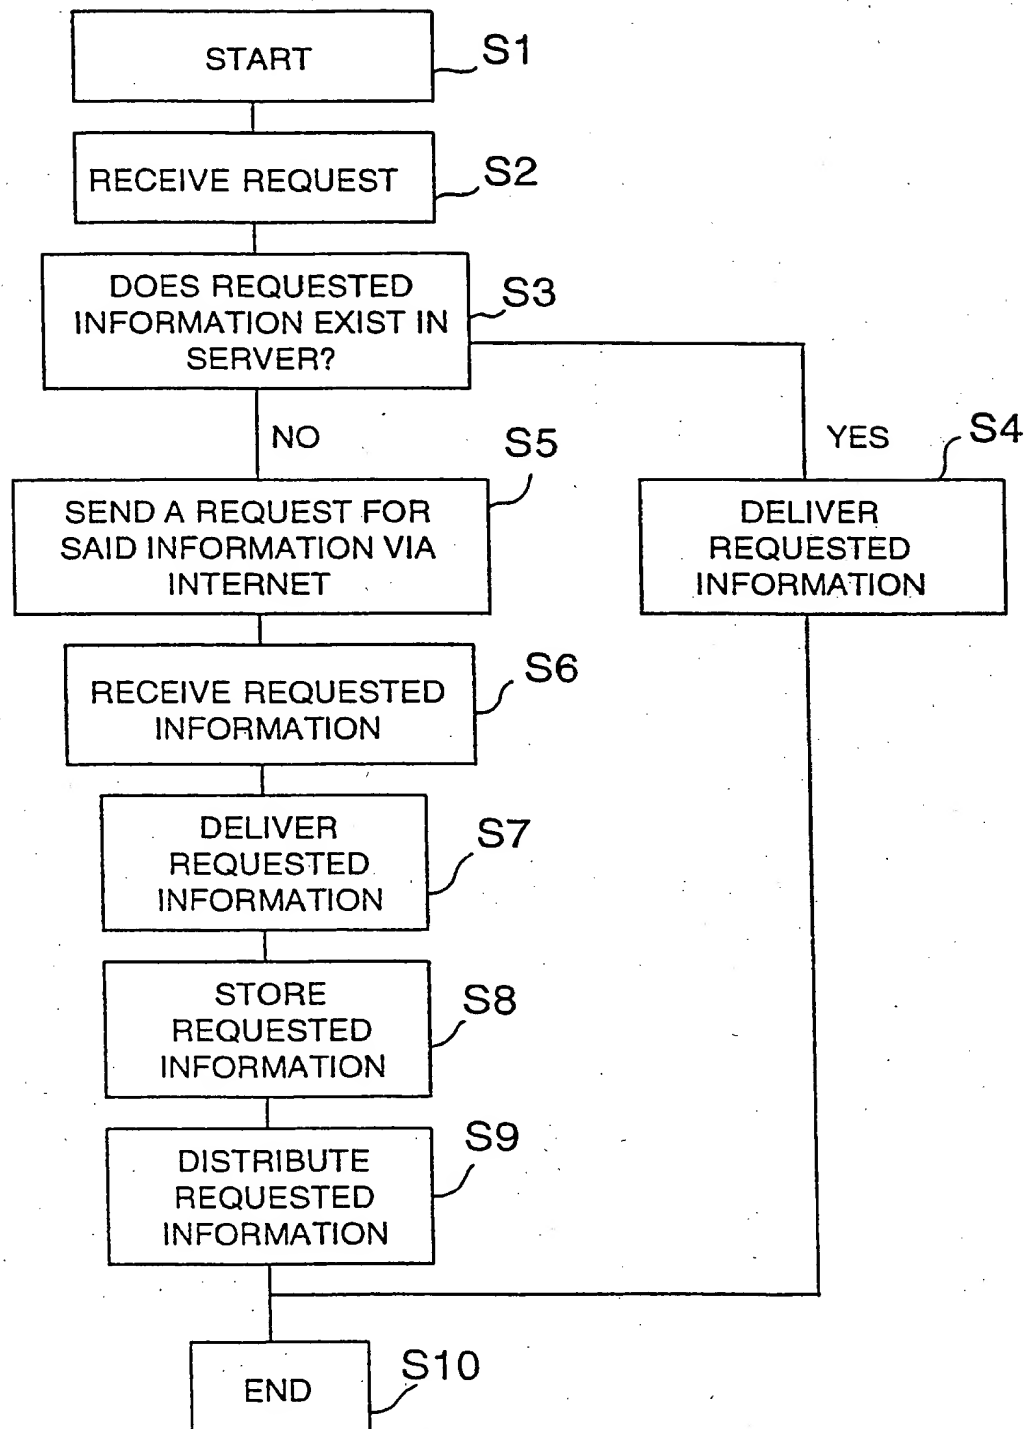 START
S1
RECEIVE REQUEST
S2
DOES REQUESTED
INFORMATION EXIST IN
SERVER?
S3
NO
YES
S4
DELIVER
REQUESTED
INFORMATION
S5
SEND A REQUEST FOR
SAID INFORMATION VIA
INTERNET
S6
RECEIVE REQUESTED
INFORMATION
S7
DELIVER
REQUESTED
INFORMATION
S8
STORE
REQUESTED
INFORMATION
S9
DISTRIBUTE
REQUESTED
INFORMATION
END
S10